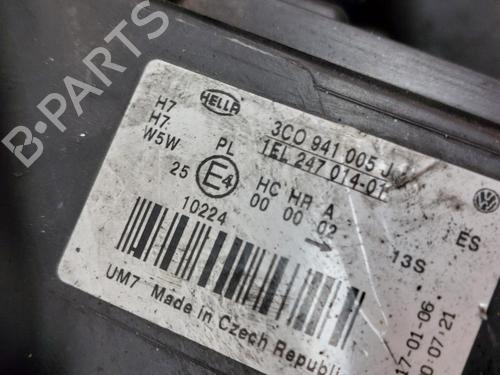 HELLA
3C0 941 005 J
1EL 247 014-01
H7
H7
W5W
PL
25
E4
HC HR A
00 00 02
10224
ES
13S
UM7 Made in Czech Republic
17-01-06
0:07:21
B-PARTS